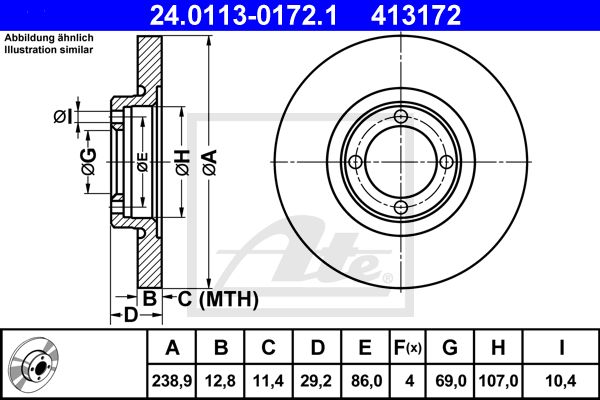 24.0113-0172.1 413172
Abbildung ähnlich
Illustration similar
ØI
ØG
ØE
ØH
ØA
B
C (MTH)
D
Ate
®
A B C D E F(x) G H I
238,9 12,8 11,4 29,2 86,0 4 69,0 107,0 10,4